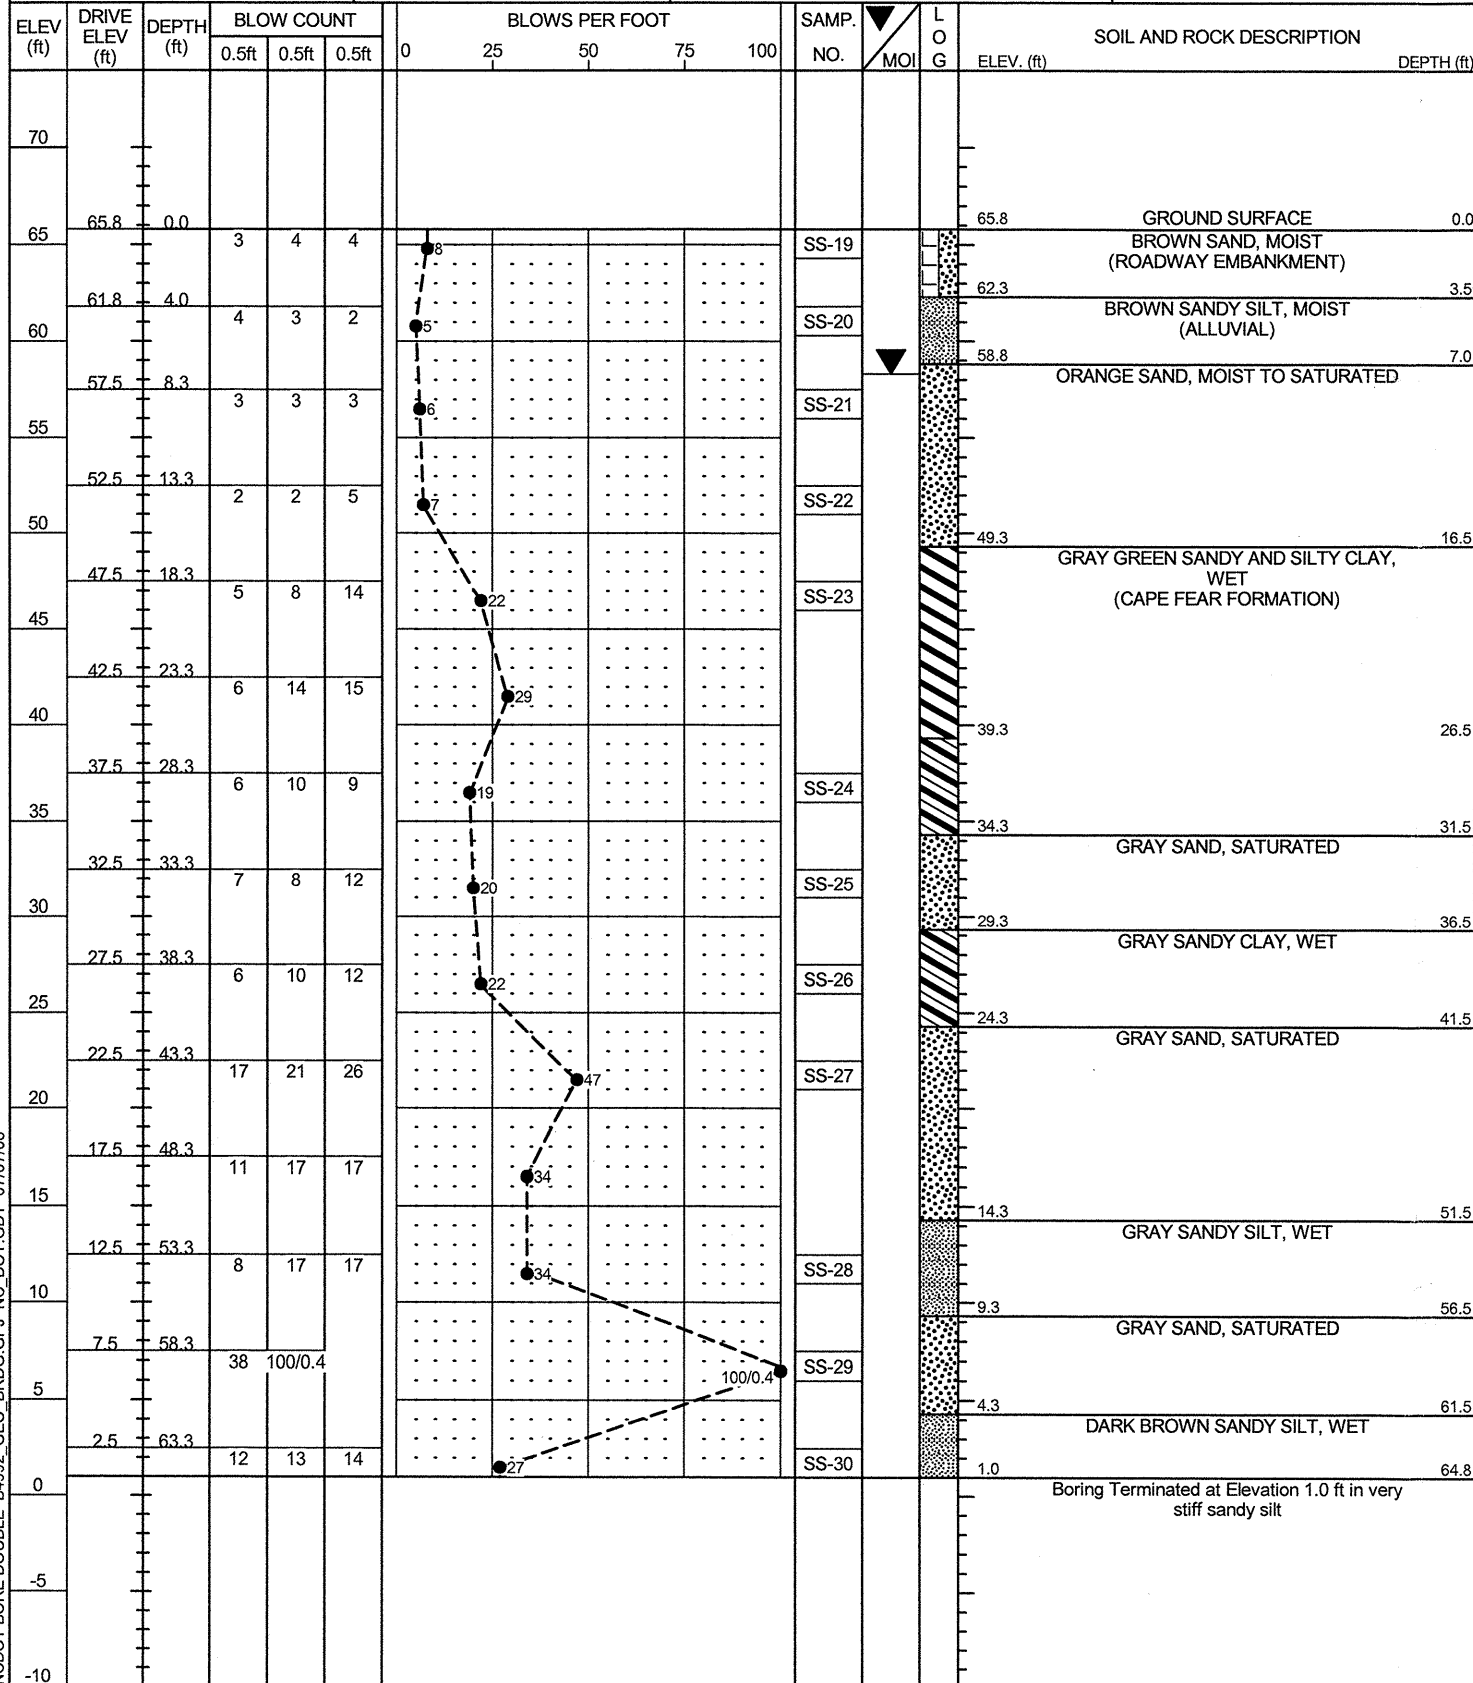 ELEV (ft) DRIVE ELEV (ft) DEPTH (ft) BLOW COUNT BLOWS PER FOOT SAMP. NO. MOI LOG SOIL AND ROCK DESCRIPTION
0.5ft 0.5ft 0.5ft 0 25 50 75 100 ELEV. (ft) DEPTH (ft)
70
65.8 0.0 65.8 GROUND SURFACE 0.0
65 3 4 4 8 SS-19 BROWN SAND, MOIST
(ROADWAY EMBANKMENT)
62.3 3.5
61.8 4.0
4 3 2 5 SS-20 BROWN SANDY SILT, MOIST
(ALLUVIAL)
60
58.8 7.0
ORANGE SAND, MOIST TO SATURATED
57.5 8.3
3 3 3 6 SS-21
55
52.5 13.3
2 2 5 7 SS-22
50
49.3 16.5
GRAY GREEN SANDY AND SILTY CLAY,
WET
(CAPE FEAR FORMATION)
47.5 18.3
5 8 14 22 SS-23
45
42.5 23.3
6 14 15 29
40
39.3 26.5
37.5 28.3
6 10 9 19 SS-24
35
34.3 31.5
GRAY SAND, SATURATED
32.5 33.3
7 8 12 20 SS-25
30
29.3 36.5
GRAY SANDY CLAY, WET
27.5 38.3
6 10 12 22 SS-26
25
24.3 41.5
GRAY SAND, SATURATED
22.5 43.3
17 21 26 47 SS-27
20
17.5 48.3
11 17 17 34
15
14.3 51.5
GRAY SANDY SILT, WET
12.5 53.3
8 17 17 34 SS-28
10
9.3 56.5
GRAY SAND, SATURATED
7.5 58.3
38 100/0.4 100/0.4 SS-29
5
4.3 61.5
DARK BROWN SANDY SILT, WET
2.5 63.3
12 13 14 27 SS-30
1.0 64.8
0
Boring Terminated at Elevation 1.0 ft in very
stiff sandy silt
-5
-10